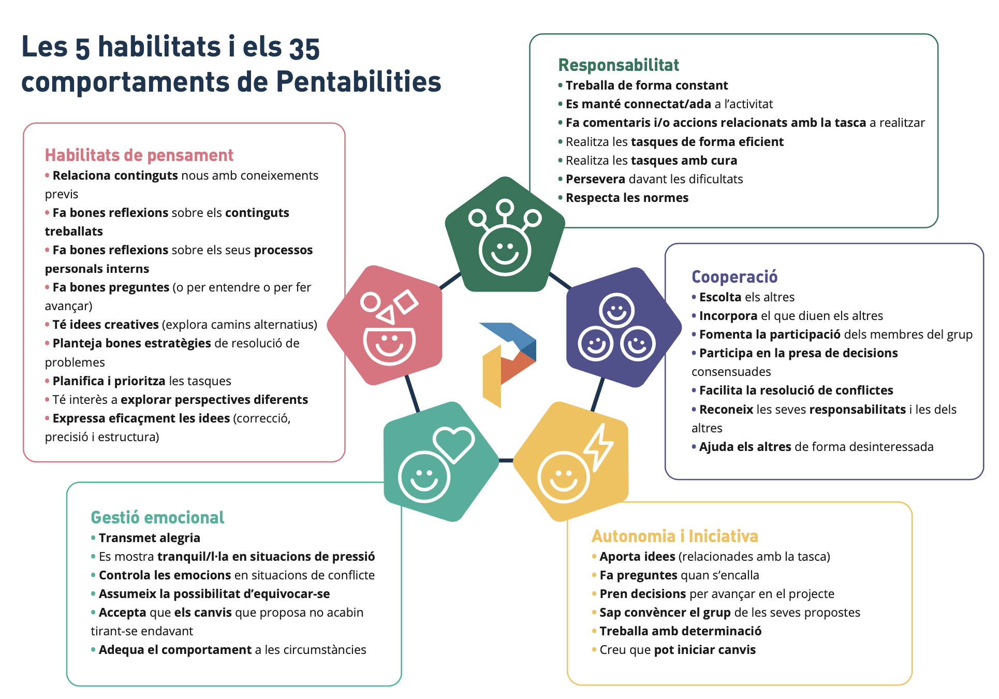 Les 5 habilitats i els 35
comportaments de Pentabilities
Responsabilitat
• Treballa de forma constant
• Es manté connectat/ada a l’activitat
• Fa comentaris i/o accions relacionats amb la tasca a realitzar
• Realitza les tasques de forma eficient
• Realitza les tasques amb cura
• Persevera davant les dificultats
• Respecta les normes
Habilitats de pensament
• Relaciona continguts nous amb coneixements
previs
• Fa bones reflexions sobre els continguts
treballats
• Fa bones reflexions sobre els seus processos
personals interns
• Fa bones preguntes (o per entendre o per fer
avançar)
• Té idees creatives (explora camins alternatius)
• Planteja bones estratègies de resolució de
problemes
• Planifica i prioritza les tasques
• Té interès a explorar perspectives diferents
• Expressa eficaçment les idees (correcció,
precisió i estructura)
Cooperació
• Escolta els altres
• Incorpora el que diuen els altres
• Fomenta la participació dels membres del grup
• Participa en la presa de decisions
consensuades
• Facilita la resolució de conflictes
• Reconeix les seves responsabilitats i les dels
altres
• Ajuda els altres de forma desinteressada
Gestió emocional
• Transmet alegria
• Es mostra tranquil/l·la en situacions de pressió
• Controla les emocions en situacions de conflicte
• Assumeix la possibilitat d’equivocar-se
• Accepta que els canvis que proposa no acabin
tirant-se endavant
• Adequa el comportament a les circumstàncies
Autonomia i Iniciativa
• Aporta idees (relacionades amb la tasca)
• Fa preguntes quan s’encalla
• Pren decisions per avançar en el projecte
• Sap convèncer el grup de les seves propostes
• Treballa amb determinació
• Creu que pot iniciar canvis